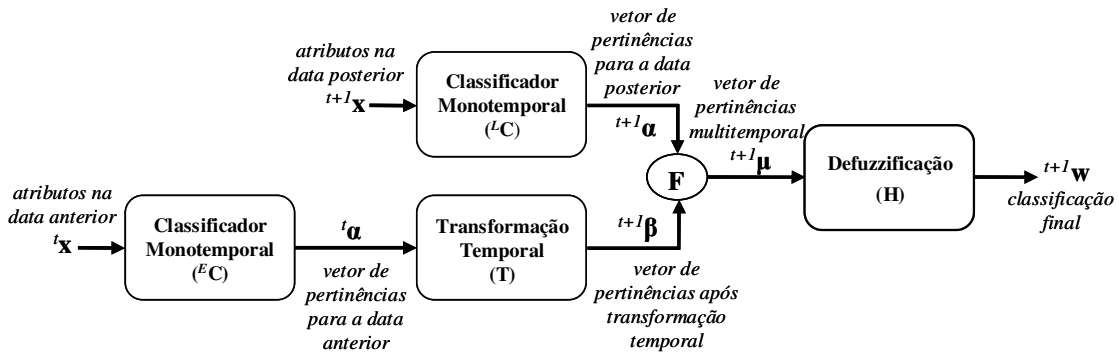 atributos na
data posterior
t+1x
Classificador
Monotemporal
(LC)
vetor de
pertinências
para a data
posterior
t+1α
vetor de
pertinências
multitemporal
t+1μ
F
Defuzzificação
(H)
t+1w
classificação
final
atributos na
data anterior
tx
Classificador
Monotemporal
(EC)
tα
vetor de
pertinências
para a data
anterior
Transformação
Temporal
(T)
t+1β
vetor de
pertinências após
transformação
temporal